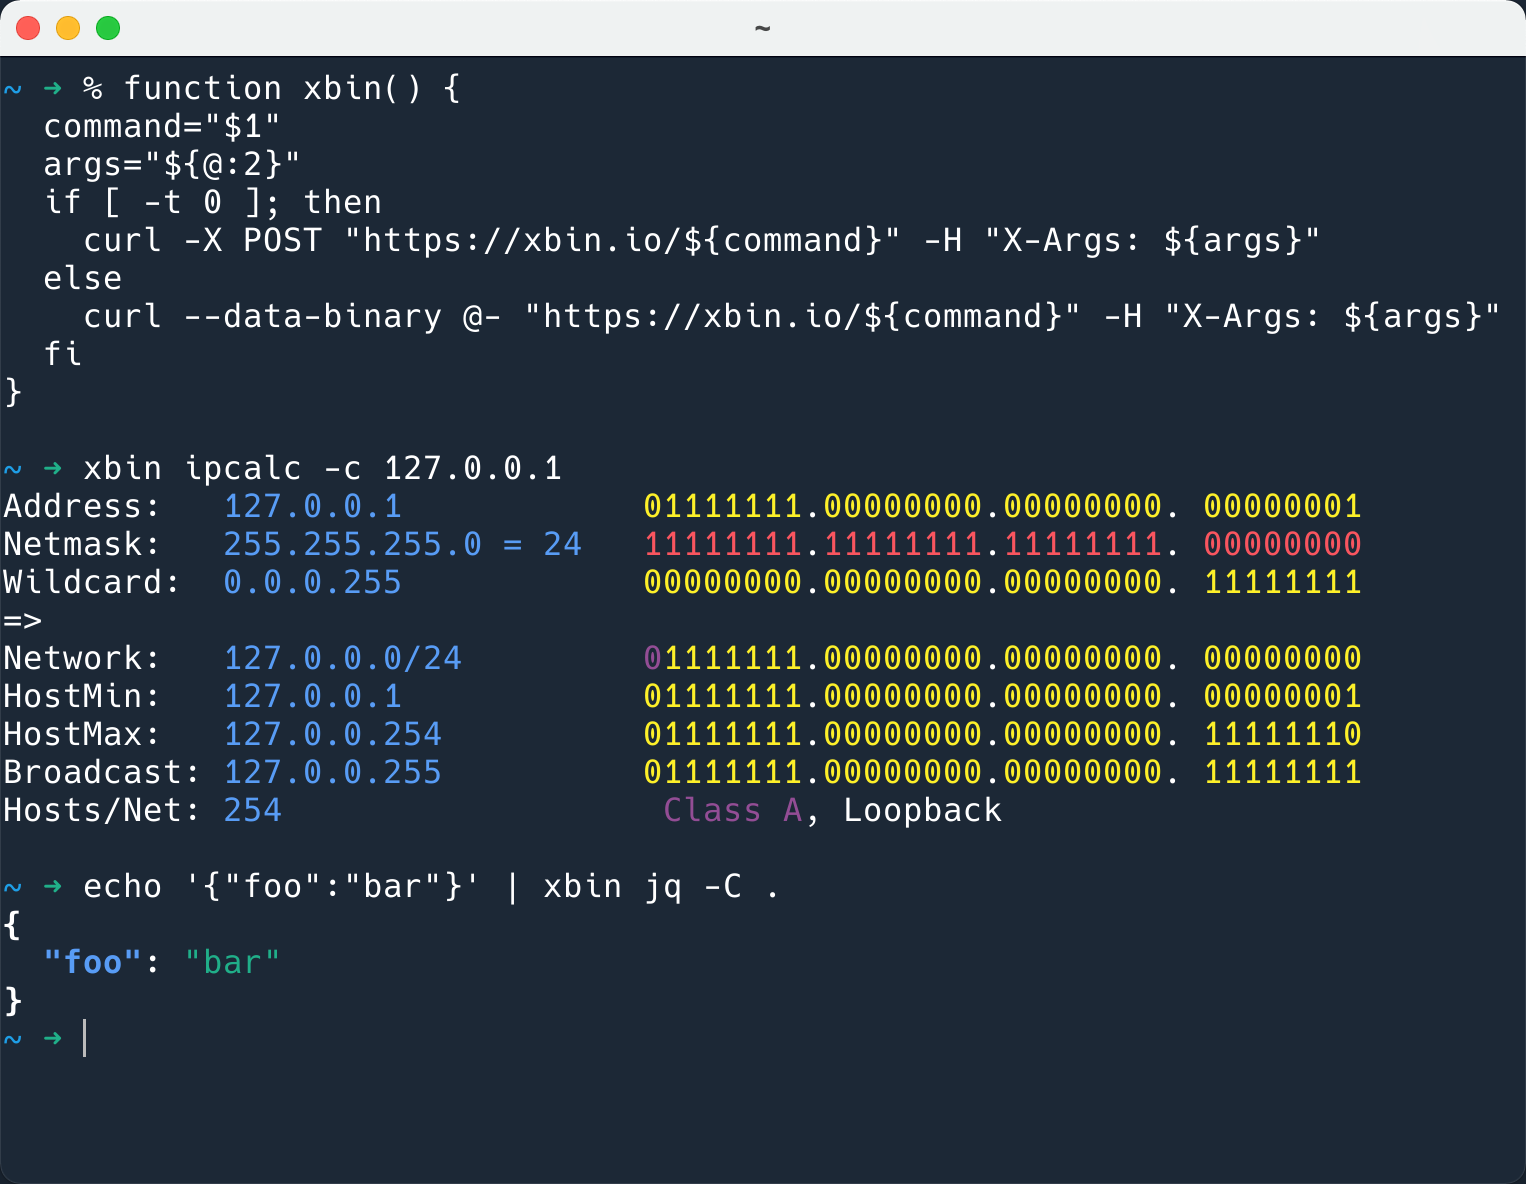 ~
~ ➜ % function xbin() {
  command="$1"
  args="${@:2}"
  if [ -t 0 ]; then
    curl -X POST "https://xbin.io/${command}" -H "X-Args: ${args}"
  else
    curl --data-binary @- "https://xbin.io/${command}" -H "X-Args: ${args}"
  fi
}
~ ➜ xbin ipcalc -c 127.0.0.1
Address:   127.0.0.1            01111111.00000000.00000000. 00000001
Netmask:   255.255.255.0 = 24   11111111.11111111.11111111. 00000000
Wildcard:  0.0.0.255            00000000.00000000.00000000. 11111111
=>
Network:   127.0.0.0/24         01111111.00000000.00000000. 00000000
HostMin:   127.0.0.1            01111111.00000000.00000000. 00000001
HostMax:   127.0.0.254          01111111.00000000.00000000. 11111110
Broadcast: 127.0.0.255          01111111.00000000.00000000. 11111111
Hosts/Net: 254                   Class A, Loopback
~ ➜ echo '{"foo":"bar"}' | xbin jq -C .
{
  "foo": "bar"
}
~ ➜